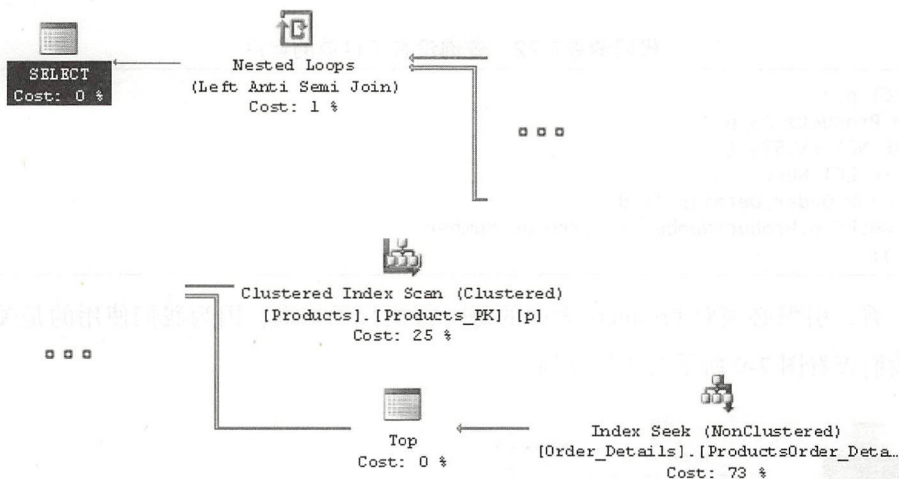 SELECT
Cost: 0 %
Nested Loops
(Left Anti Semi Join)
Cost: 1 %
Clustered Index Scan (Clustered)
[Products].[Products_PK] [p]
Cost: 25 %
Top
Cost: 0 %
Index Seek (NonClustered)
[Order_Details].[ProductsOrder_Deta…
Cost: 73 %